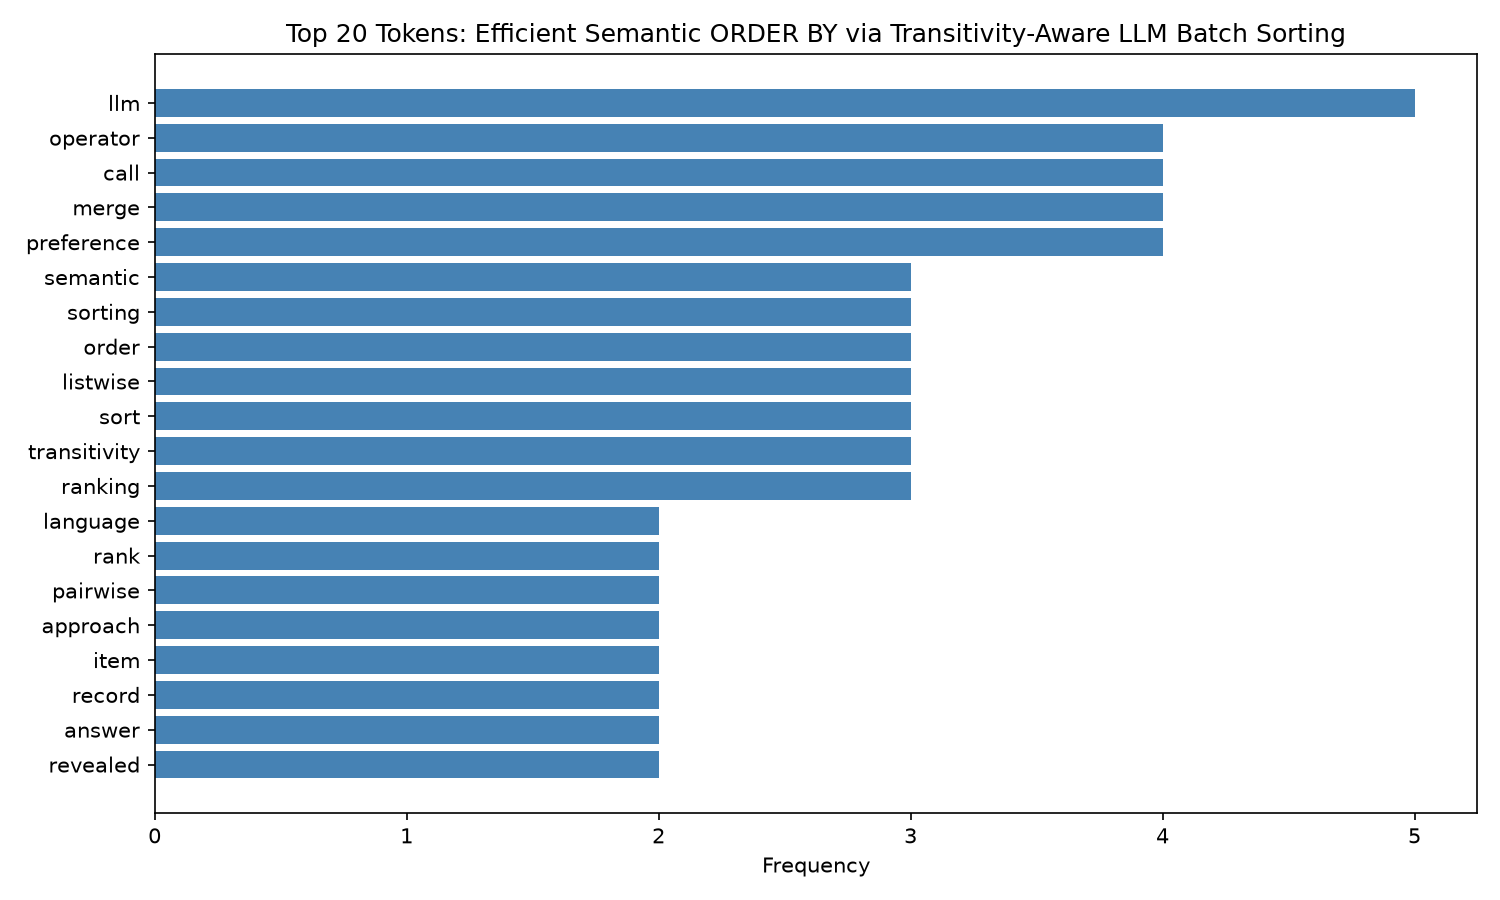 Top 20 Tokens: Efficient Semantic ORDER BY via Transitivity-Aware LLM Batch Sorting
llm
operator
call
merge
preference
semantic
sorting
order
listwise
sort
transitivity
ranking
language
rank
pairwise
approach
item
record
answer
revealed
0 1 2 3 4 5
Frequency